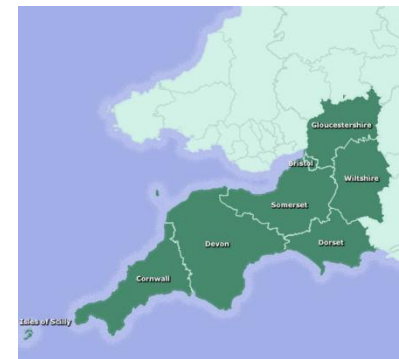 Gloucestershire
Bristol
Wiltshire
Somerset
Devon
Dorset
Cornwall
Isles of Scilly